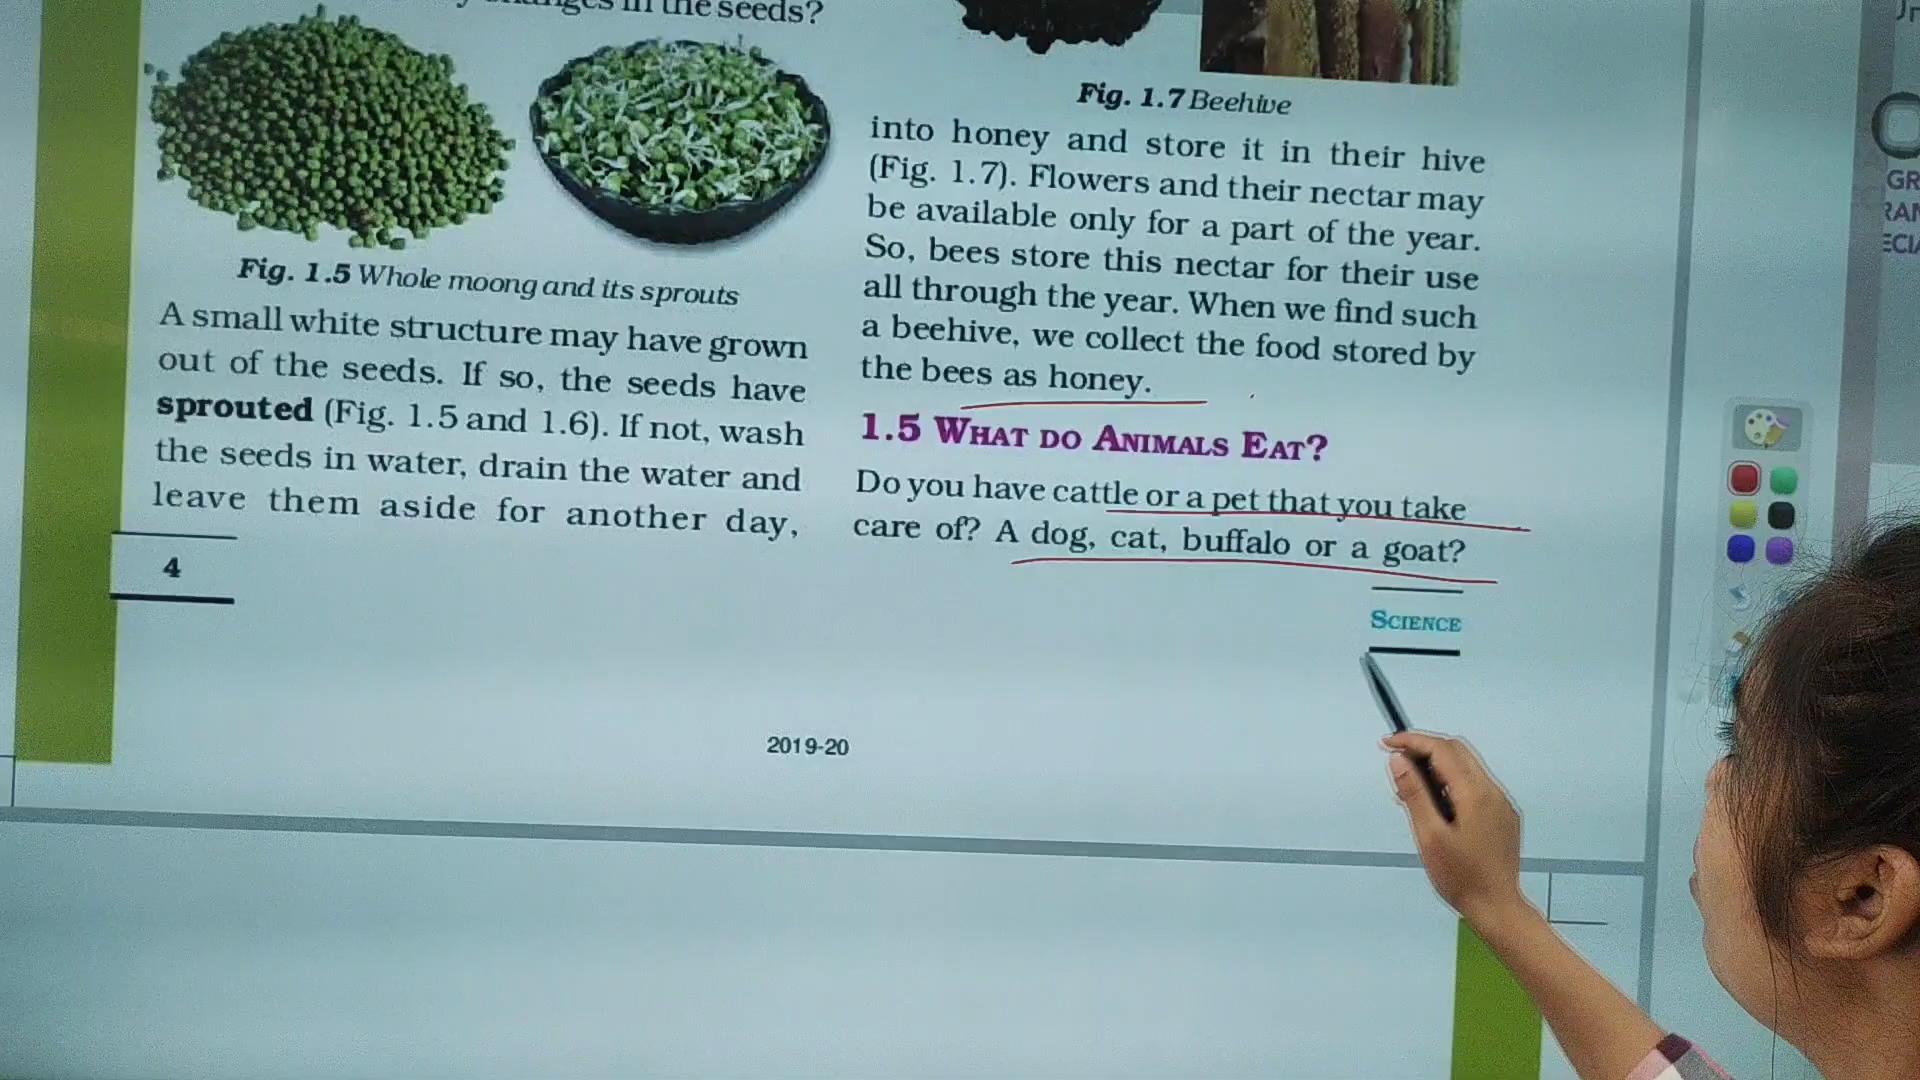 in the seeds?
Fig. 1.5 Whole moong and its sprouts
A small white structure may have grown
out of the seeds. If so, the seeds have
sprouted (Fig. 1.5 and 1.6). If not, wash
the seeds in water, drain the water and
leave them aside for another day,
4
Fig. 1.7 Beehive
into honey and store it in their hive
(Fig. 1.7). Flowers and their nectar may
be available only for a part of the year.
So, bees store this nectar for their use
all through the year. When we find such
a beehive, we collect the food stored by
the bees as honey.
1.5 WHAT DO ANIMALS EAT?
Do you have cattle or a pet that you take
care of? A dog, cat, buffalo or a goat?
SCIENCE
2019-20